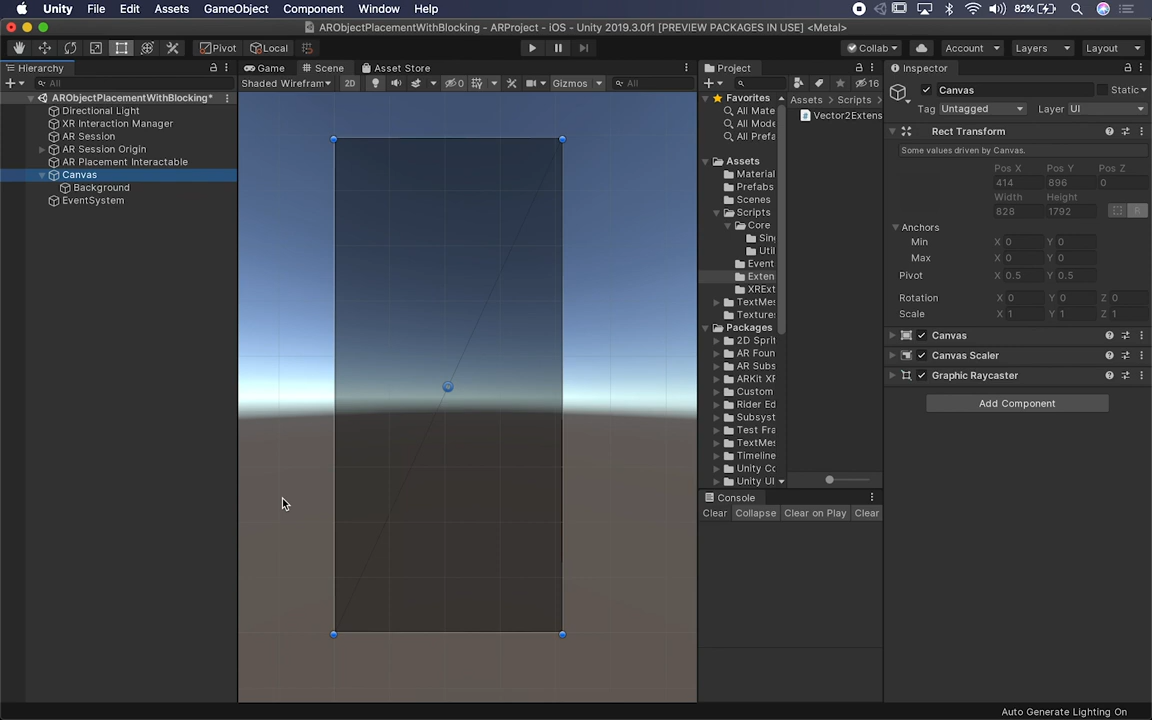 Unity File Edit Assets GameObject Component Window Help 82%
ARObjectPlacementWithBlocking - ARProject - iOS - Unity 2019.3.0f1 [PREVIEW PACKAGES IN USE] <Metal>
Pivot Local Collab Account Layers Layout
Hierarchy Game Scene Asset Store Project Inspector
All Shaded Wireframe 2D 0 Gizmos All 16 Canvas Static
ARObjectPlacementWithBlocking* Favorites Assets > Scripts > Tag Untagged Layer UI
Directional Light
XR Interaction Manager
AR Session
AR Session Origin
AR Placement Interactable
Canvas
Background
EventSystem
All Mate
All Mode
All Prefa
Assets
Material
Prefabs
Scenes
Scripts
Core
Sin
Util
Event
Exten
XRExt
TextMes
Texture
Packages
2D Sprit
AR Foun
AR Subs
ARKit XF
Custom
Rider Ed
Subsyst
Test Fra
TextMes
Timeline
Unity Co
Unity UI
Vector2Extens
Console
Clear Collapse Clear on Play Clear
Rect Transform
Some values driven by Canvas.
Pos X Pos Y Pos Z
414 896 0
Width Height
828 1792 R
Anchors
Min X 0 Y 0
Max X 0 Y 0
Pivot X 0.5 Y 0.5
Rotation X 0 Y 0 Z 0
Scale X 1 Y 1 Z 1
Canvas
Canvas Scaler
Graphic Raycaster
Add Component
Auto Generate Lighting On